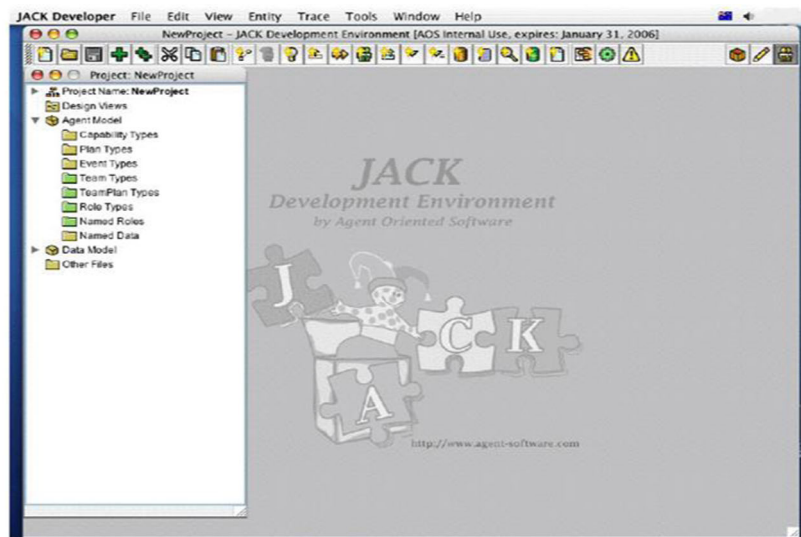 JACK Developer File Edit View Entity Trace Tools Window Help
NewProject – JACK Development Environment [AOS Internal Use, expires: January 31, 2006]
Project: NewProject
Project Name: NewProject
Design Views
Agent Model
Capability Types
Plan Types
Event Types
Team Types
TeamPlan Types
Role Types
Named Roles
Named Data
Data Model
Other Files
JACK
Development Environment
by Agent Oriented Software
J
A
C
K
http://www.agent-software.com